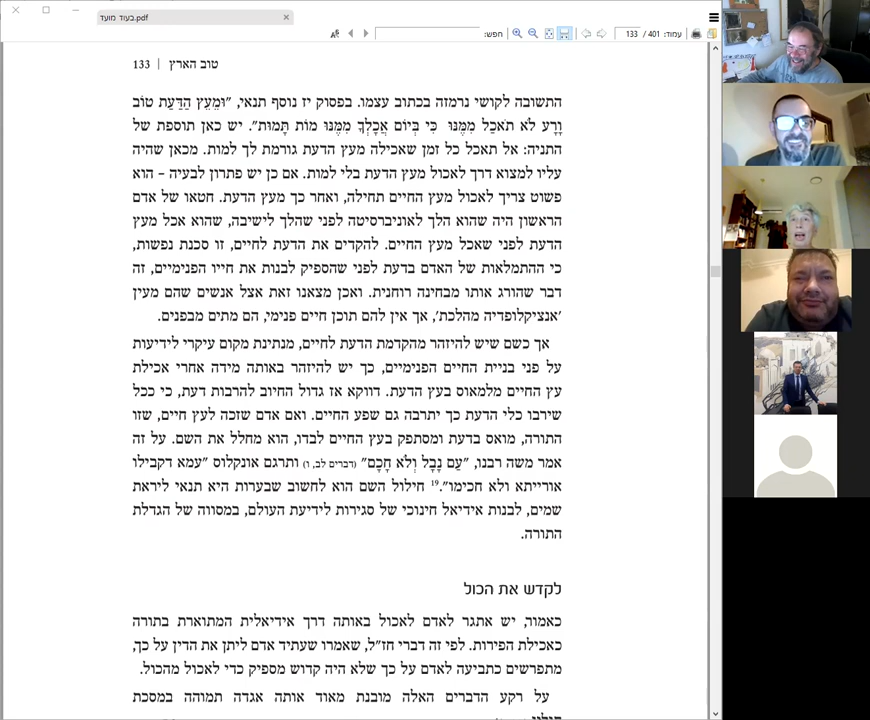 בעוד מועד.pdf
עמוד: 401 / 133
חפש:
טוב הארץ | 133
התשובה לקושי נרמזה בכתוב עצמו. בפסוק יז נוסף תנאי, "וּמֵעֵץ הַדַּעַת טוֹב
וָרָע לֹא תֹאכַל מִמֶּנּוּ כִּי בְּיוֹם אֲכָלְךָ מִמֶּנּוּ מוֹת תָּמוּת". יש כאן תוספת של
התניה: אל תאכל כל זמן שאכילה מעץ הדעת גורמת לך למות. מכאן שהיה
עליו למצוא דרך לאכול מעץ הדעת בלי למות. אם כן יש פתרון לבעיה – הוא
פשוט צריך לאכול מעץ החיים תחילה, ואחר כך מעץ הדעת. חטאו של אדם
הראשון היה שהוא הלך לאוניברסיטה לפני שהלך לישיבה, שהוא אכל מעץ
הדעת לפני שאכל מעץ החיים. להקדים את הדעת לחיים, זו סכנת נפשות,
כי ההתמלאות של האדם בדעת לפני שהספיק לבנות את חייו הפנימיים, זה
דבר שהורג אותו מבחינה רוחנית. ואכן מצאנו זאת אצל אנשים שהם מעין
'אנציקלופדיה מהלכת', אך אין להם תוכן חיים פנימי, הם מתים מבפנים.
אך כשם שיש להיזהר מהקדמת הדעת לחיים, מנתינת מקום עיקרי לידיעות
על פני בניית החיים הפנימיים, כך יש להיזהר באותה מידה אחרי אכילת
עץ החיים מלמאוס בעץ הדעת. דווקא אז גדול החיוב להרבות דעת, כי ככל
שירבו כלי הדעת כך יתרבה גם שפע החיים. ואם אדם שזכה לעץ חיים, שזו
התורה, מואס בדעת ומסתפק בעץ החיים לבדו, הוא מחלל את השם. על זה
אמר משה רבנו, "עַם נָבָל וְלֹא חָכָם" (דברים לב, ו) ותרגם אונקלוס "עמא דקבילו
אורייתא ולא חכימו".19 חילול השם הוא לחשוב שבערות היא תנאי ליראת
שמים, לבנות אידיאל חינוכי של סגירות לידיעת העולם, במסווה של הגדלת
התורה.
לקדש את הכול
כאמור, יש אתגר לאדם לאכול באותה דרך אידיאלית המתוארת בתורה
כאכילת הפירות. לפי זה דברי חז"ל, שאמרו שעתיד אדם ליתן את הדין על כך,
מתפרשים כתביעה לאדם על כך שלא היה קדוש מספיק כדי לאכול מהכול.
על רקע הדברים האלה מובנת מאוד אותה אגדה תמוהה במסכת